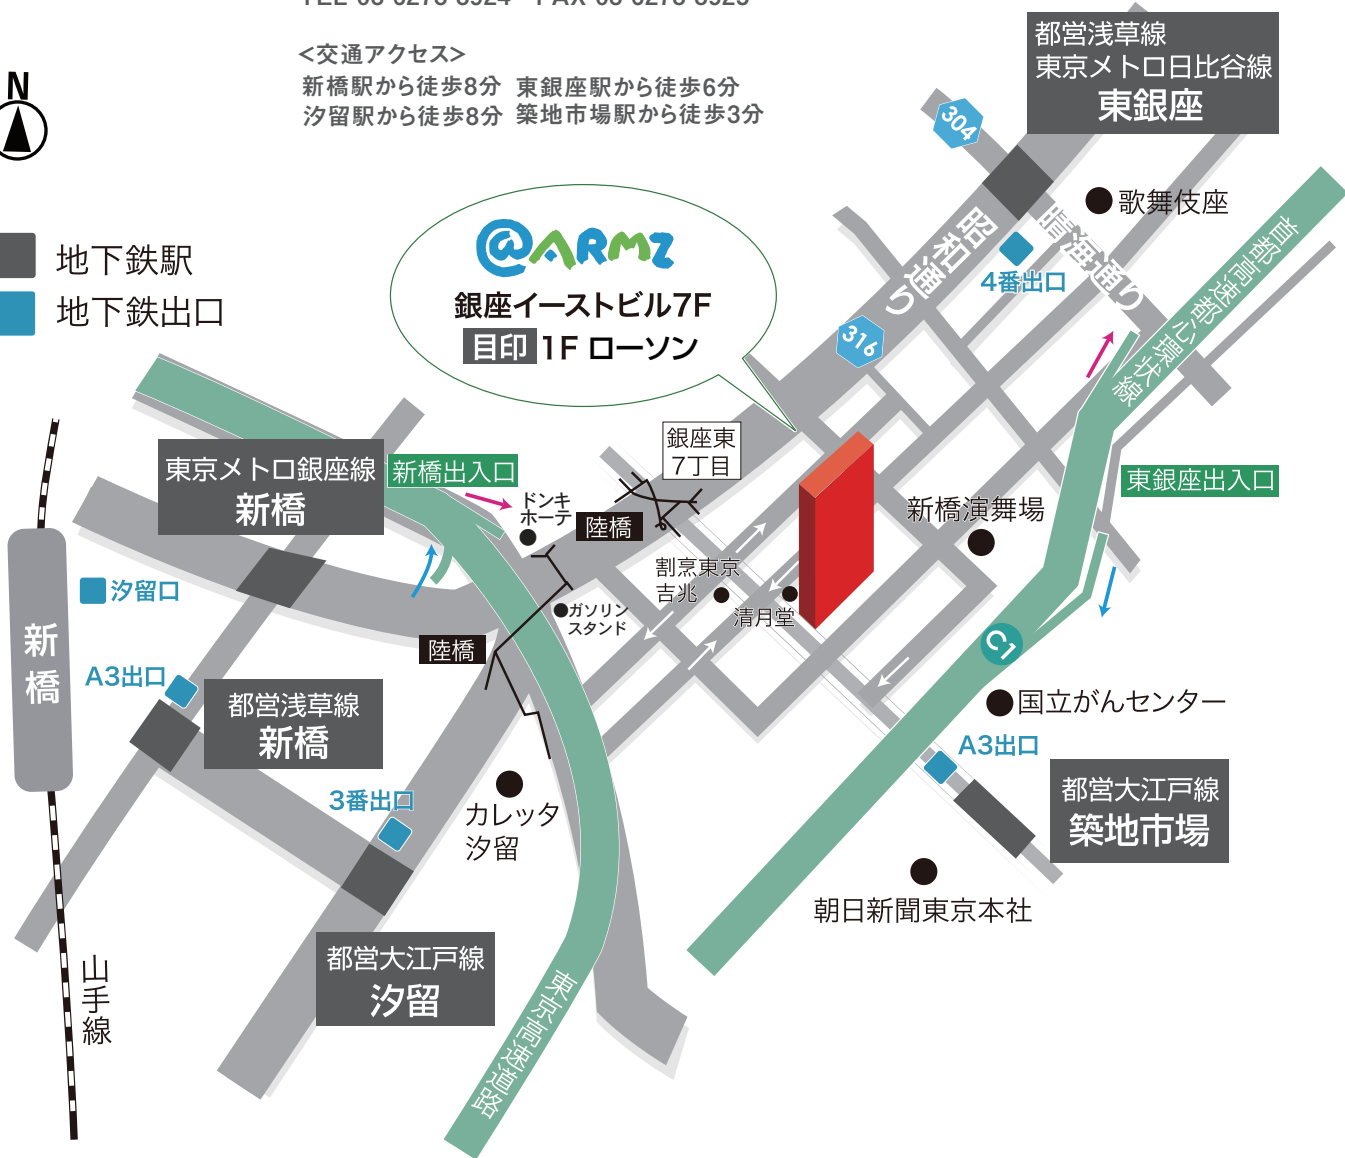 TEL 03-6278-8924 FAX 03-6278-8925
<交通アクセス>
新橋駅から徒歩8分 東銀座駅から徒歩6分
汐留駅から徒歩8分 築地市場駅から徒歩3分
N
地下鉄駅
地下鉄出口
都営浅草線
東京メトロ日比谷線
東銀座
304
歌舞伎座
昭和通り
晴海通り
4番出口
首都高速都心環状線
316
@ARMZ
銀座イーストビル7F
目印 1F ローソン
銀座東
7丁目
東京メトロ銀座線
新橋
新橋出入口
ドンキ
ホーテ
陸橋
東銀座出入口
新橋演舞場
割烹東京
吉兆
清月堂
ガソリン
スタンド
陸橋
汐留口
新橋
A3出口
都営浅草線
新橋
C1
国立がんセンター
A3出口
都営大江戸線
築地市場
3番出口
カレッタ
汐留
朝日新聞東京本社
都営大江戸線
汐留
山手線
東京高速道路